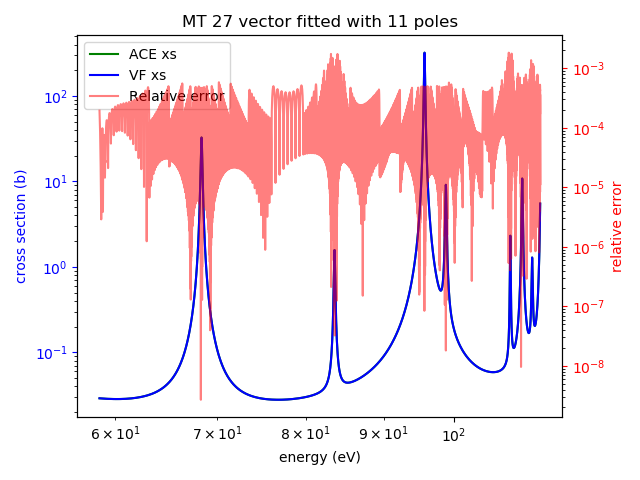 MT 27 vector fitted with 11 poles
ACE xs
VF xs
Relative error
10²
10¹
10⁰
10⁻¹
cross section (b)
10⁻³
10⁻⁴
10⁻⁵
10⁻⁶
10⁻⁷
10⁻⁸
relative error
6 × 10¹ 7 × 10¹ 8 × 10¹ 9 × 10¹ 10²
energy (eV)